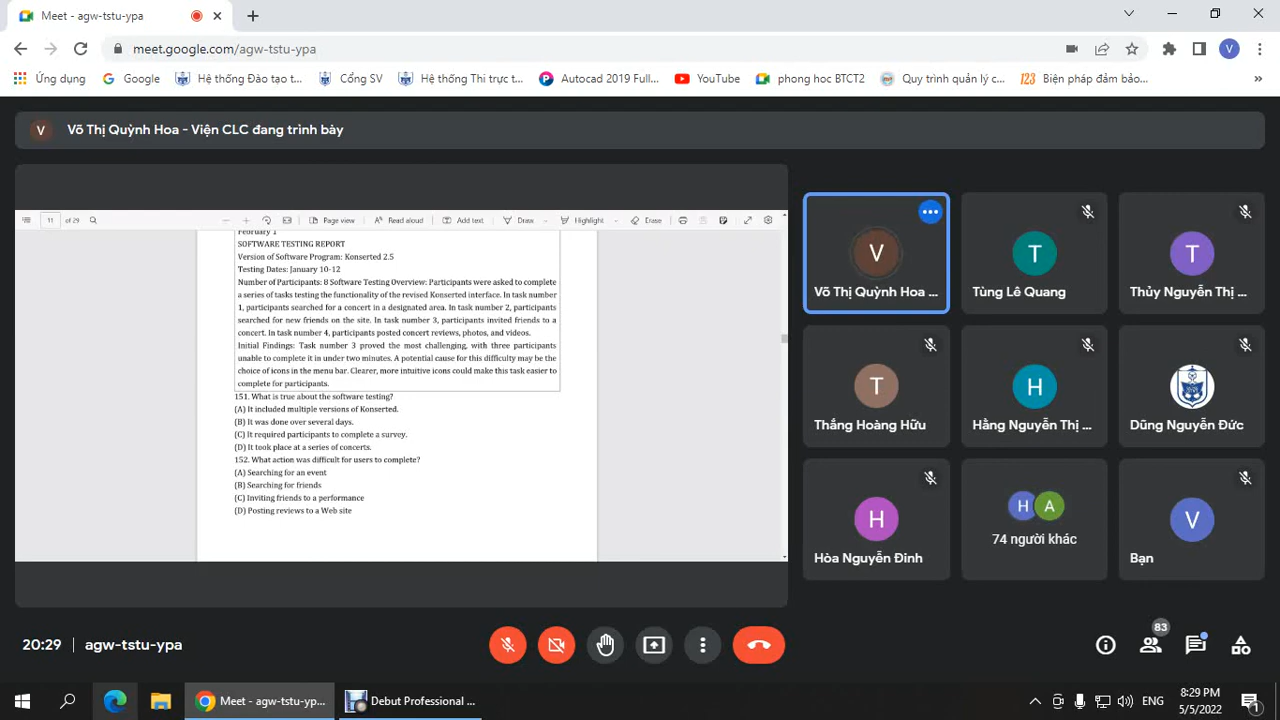 Meet - agw-tstu-ypa
meet.google.com/agw-tstu-ypa
Ứng dụng
Google
Hệ thống Đào tạo t...
Cổng SV
Hệ thống Thi trực t...
Autocad 2019 Full...
YouTube
phong hoc BTCT2
Quy trình quản lý c...
123
Biện pháp đảm bảo...
V
Võ Thị Quỳnh Hoa - Viện CLC đang trình bày
11 of 29
Page view
Read aloud
Add text
Draw
Highlight
Erase
February 1
SOFTWARE TESTING REPORT
Version of Software Program: Konserted 2.5
Testing Dates: January 10-12
Number of Participants: 8 Software Testing Overview: Participants were asked to complete
a series of tasks testing the functionality of the revised Konserted interface. In task number
1, participants searched for a concert in a designated area. In task number 2, participants
searched for new friends on the site. In task number 3, participants invited friends to a
concert. In task number 4, participants posted concert reviews, photos, and videos.
Initial Findings: Task number 3 proved the most challenging, with three participants
unable to complete it in under two minutes. A potential cause for this difficulty may be the
choice of icons in the menu bar. Clearer, more intuitive icons could make this task easier to
complete for participants.
151. What is true about the software testing?
(A) It included multiple versions of Konserted.
(B) It was done over several days.
(C) It required participants to complete a survey.
(D) It took place at a series of concerts.
152. What action was difficult for users to complete?
(A) Searching for an event
(B) Searching for friends
(C) Inviting friends to a performance
(D) Posting reviews to a Web site
V
Võ Thị Quỳnh Hoa ...
T
Tùng Lê Quang
T
Thủy Nguyễn Thị ...
T
Thắng Hoàng Hữu
H
Hằng Nguyễn Thị ...
Dũng Nguyễn Đức
H
Hòa Nguyễn Đình
H A
74 người khác
V
Bạn
20:29
agw-tstu-ypa
83
Meet - agw-tstu-yp...
Debut Professional ...
ENG
8:29 PM
5/5/2022
1